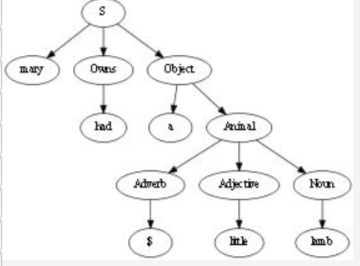 S
mary Owns Object
had a Animal
Adverb Adjective Noun
$ little lamb